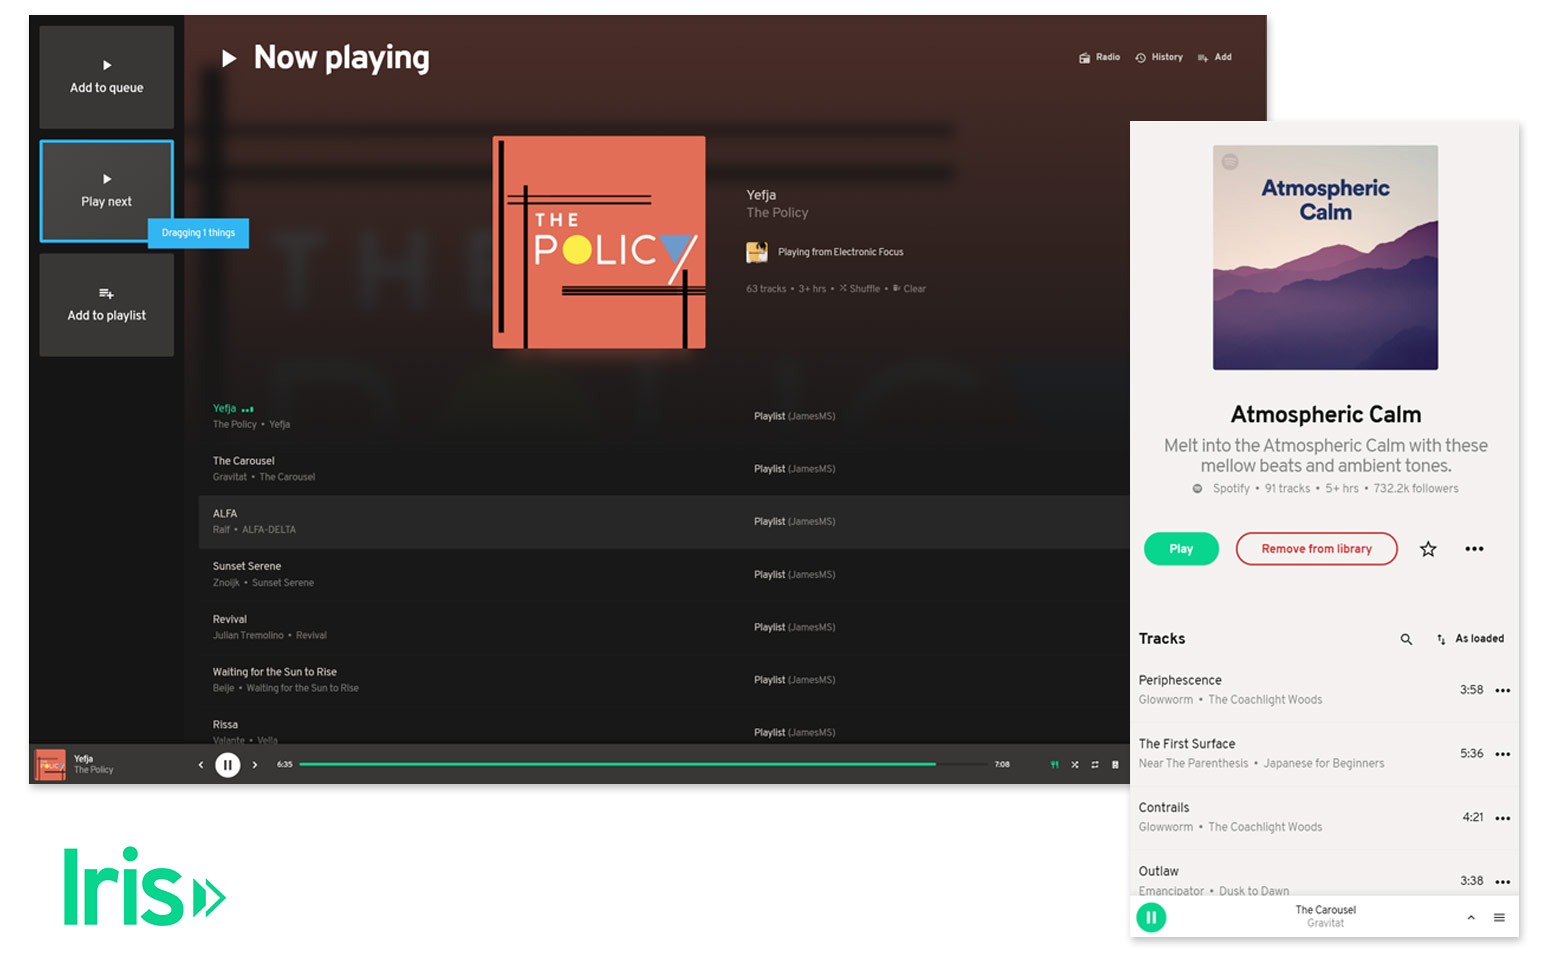 Add to queue
Play next
Dragging 1 things
Add to playlist
Now playing
Radio
History
Add
THE
POLICY
Yefja
The Policy
Playing from Electronic Focus
63 tracks • 3+ hrs • Shuffle • Clear
Yefja
The Policy • Yefja
Playlist (JamesMS)
The Carousel
Gravitat • The Carousel
Playlist (JamesMS)
ALFA
Ralf • ALFA-DELTA
Playlist (JamesMS)
Sunset Serene
Znoijk • Sunset Serene
Playlist (JamesMS)
Revival
Julian Tremolino • Revival
Playlist (JamesMS)
Waiting for the Sun to Rise
Belje • Waiting for the Sun to Rise
Playlist (JamesMS)
Rissa
Valante • Vella
Playlist (JamesMS)
Yefja
The Policy
6:35
7:08
Atmospheric
Calm
Atmospheric Calm
Melt into the Atmospheric Calm with these
mellow beats and ambient tones.
Spotify • 91 tracks • 5+ hrs • 732.2k followers
Play
Remove from library
Tracks
As loaded
Periphescence
Glowworm • The Coachlight Woods
3:58
The First Surface
Near The Parenthesis • Japanese for Beginners
5:36
Contrails
Glowworm • The Coachlight Woods
4:21
Outlaw
Emancipator • Dusk to Dawn
3:38
The Carousel
Gravitat
Iris